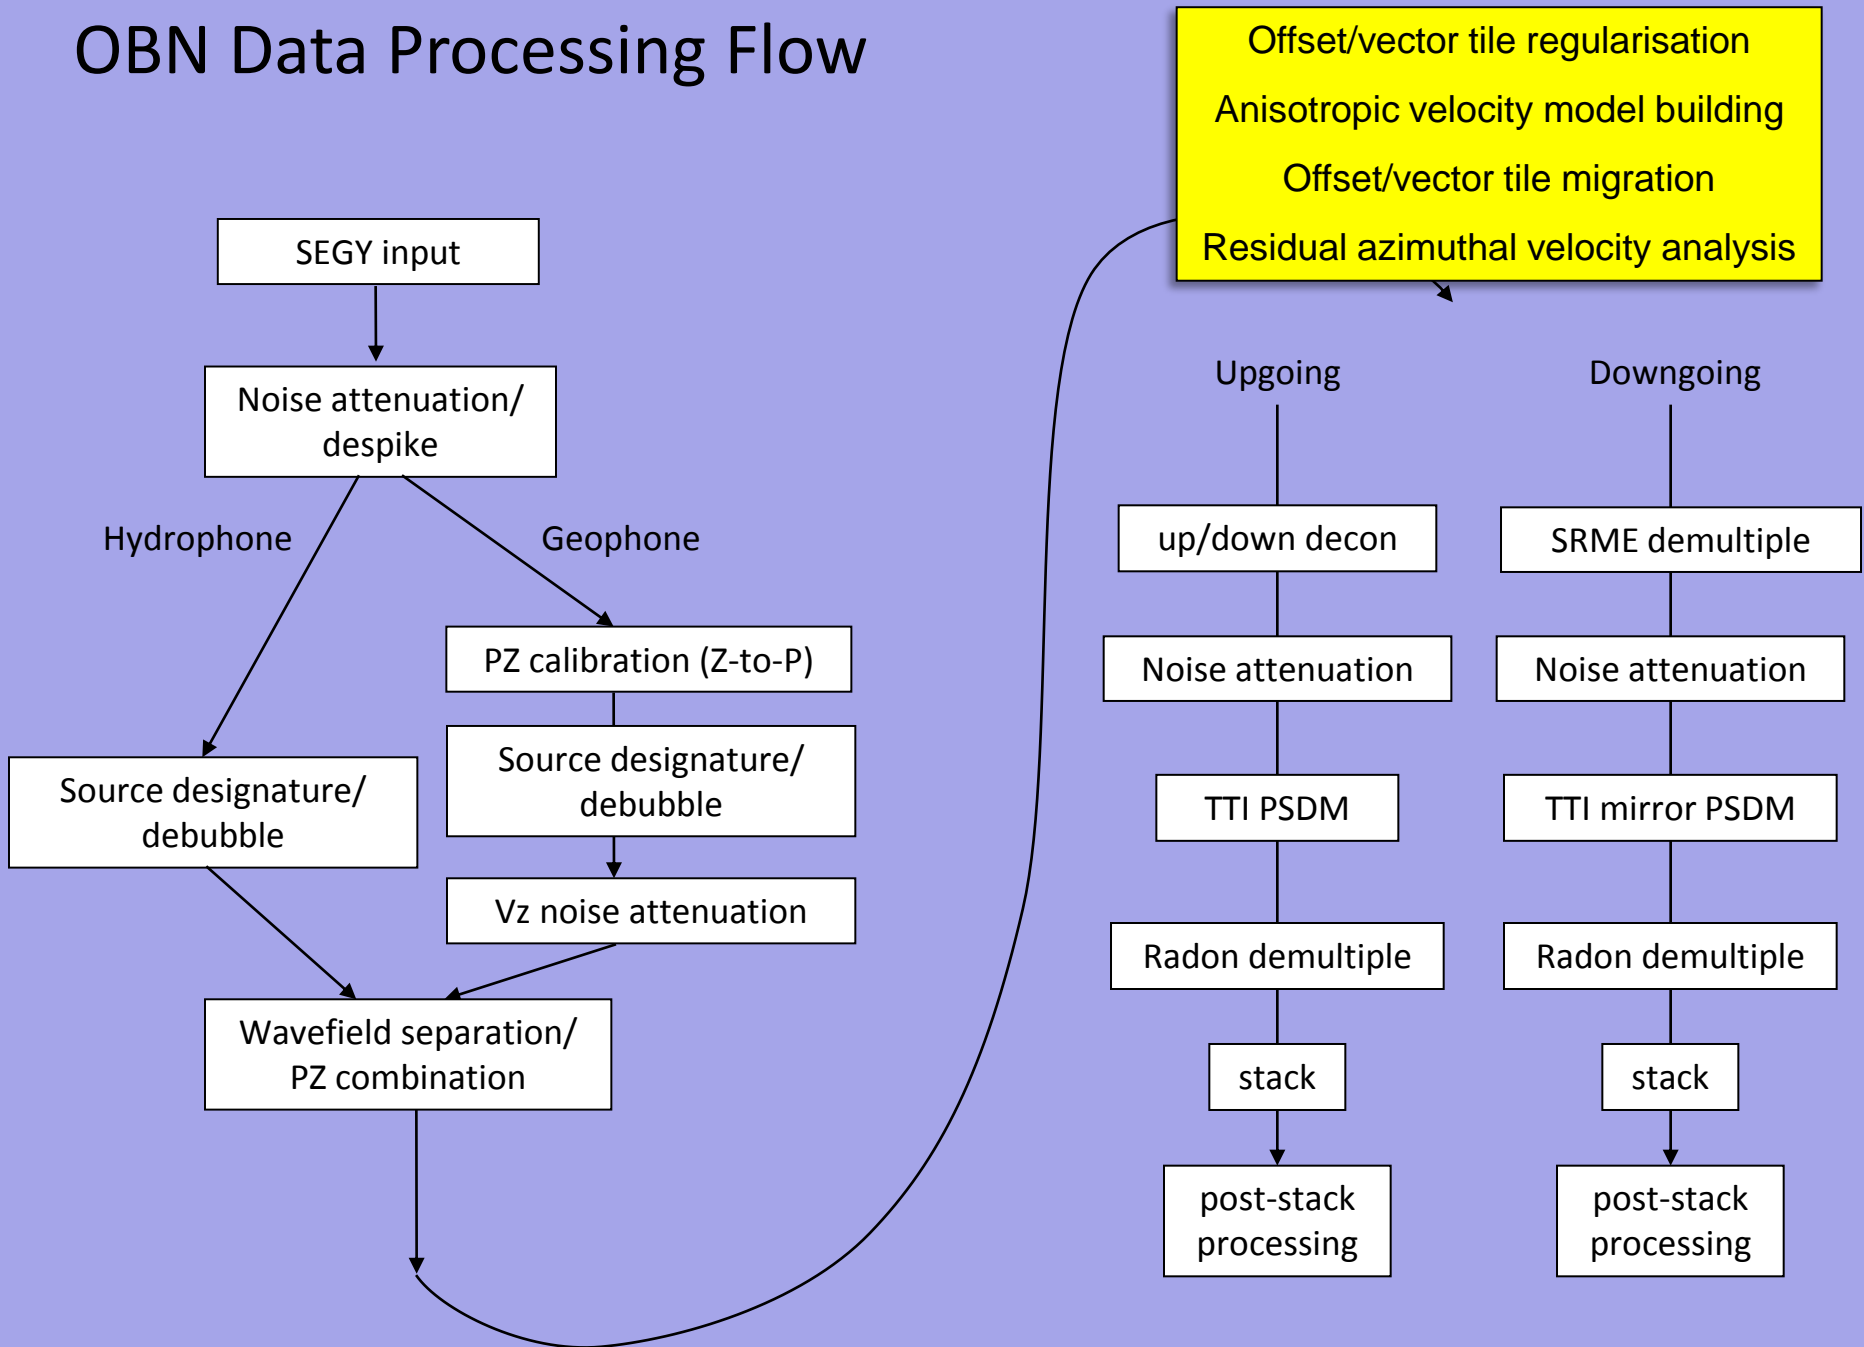 OBN Data Processing Flow
Offset/vector tile regularisation
Anisotropic velocity model building
Offset/vector tile migration
Residual azimuthal velocity analysis
SEGY input
Noise attenuation/
despike
Hydrophone
Geophone
PZ calibration (Z-to-P)
Source designature/
debubble
Source designature/
debubble
Vz noise attenuation
Wavefield separation/
PZ combination
Upgoing
up/down decon
Noise attenuation
TTI PSDM
Radon demultiple
stack
post-stack
processing
Downgoing
SRME demultiple
Noise attenuation
TTI mirror PSDM
Radon demultiple
stack
post-stack
processing